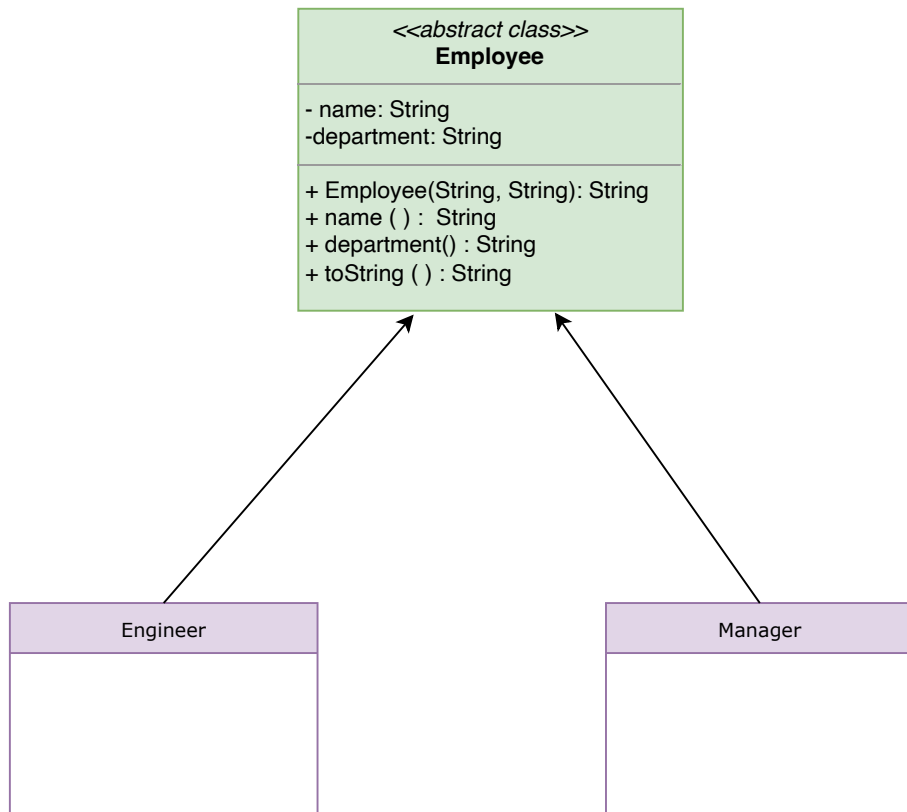 <<abstract class>>
Employee
- name: String
-department: String
+ Employee(String, String): String
+ name ( ) :  String
+ department() : String
+ toString ( ) : String
Engineer
Manager